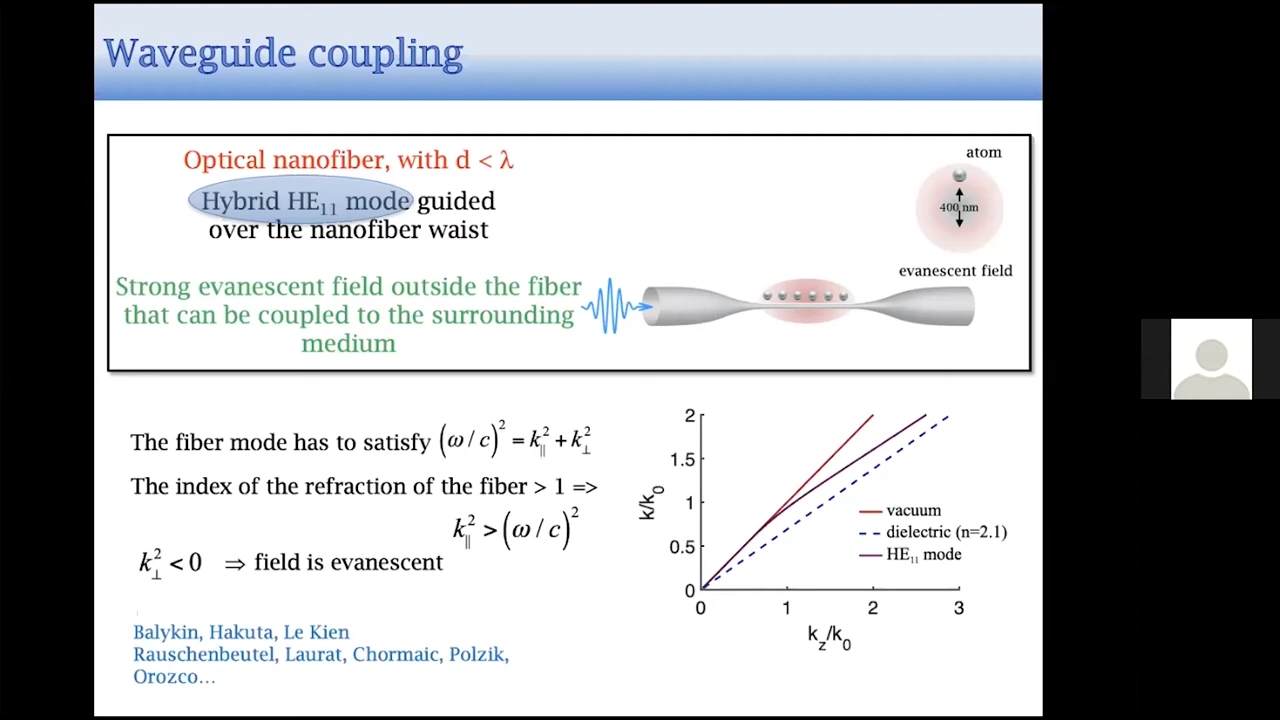 Waveguide coupling
Optical nanofiber, with d < λ
Hybrid HE₁₁ mode guided
over the nanofiber waist
Strong evanescent field outside the fiber
that can be coupled to the surrounding
medium
atom
400 nm
evanescent field
The fiber mode has to satisfy (ω / c)² = k∥² + k⊥²
The index of the refraction of the fiber > 1 =>
k∥² > (ω / c)²
k⊥² < 0 ⇒ field is evanescent
Balykin, Hakuta, Le Kien
Rauschenbeutel, Laurat, Chormaic, Polzik,
Orozco…
k/k₀
2
1.5
1
0.5
0
0 1 2 3
k_z/k₀
vacuum
dielectric (n=2.1)
HE₁₁ mode